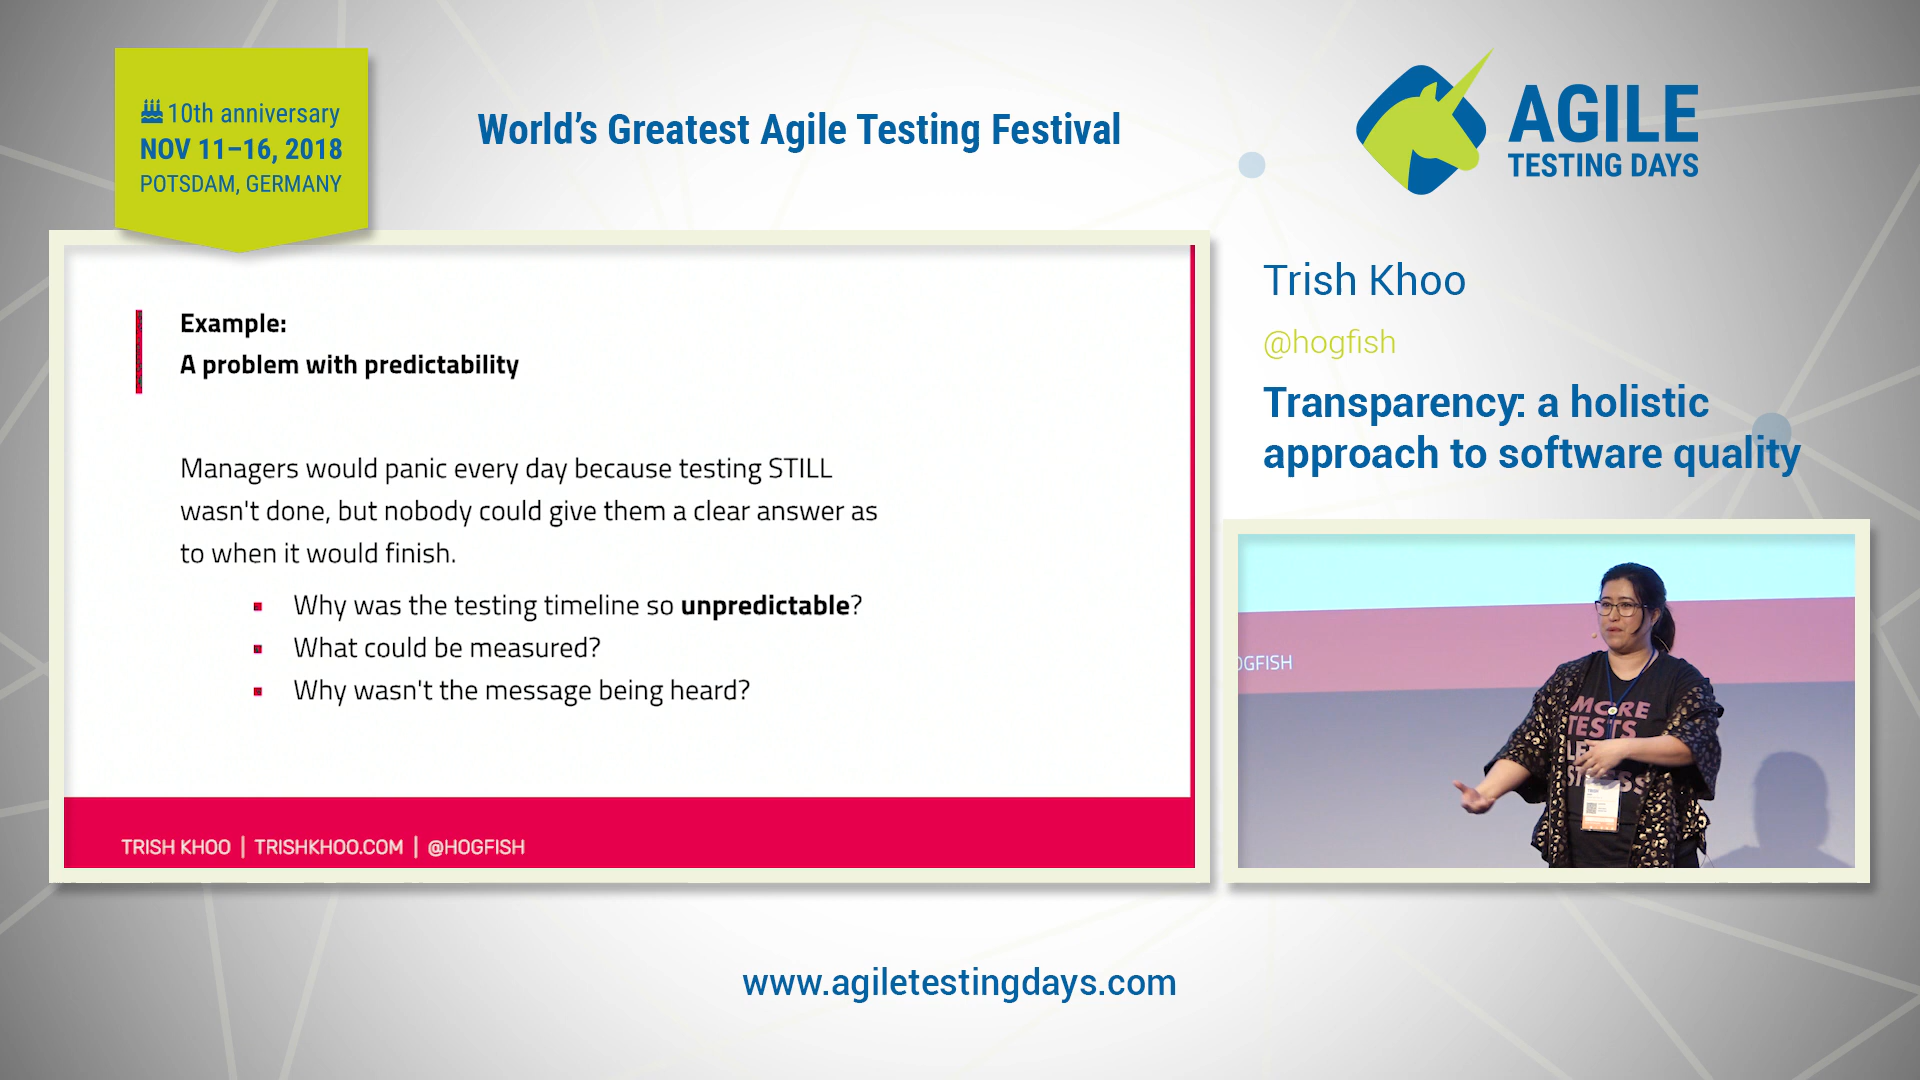 10th anniversary
NOV 11–16, 2018
POTSDAM, GERMANY
World's Greatest Agile Testing Festival
AGILE
TESTING DAYS
Example:
A problem with predictability
Managers would panic every day because testing STILL
wasn't done, but nobody could give them a clear answer as
to when it would finish.
Why was the testing timeline so unpredictable?
What could be measured?
Why wasn't the message being heard?
TRISH KHOO | TRISHKHOO.COM | @HOGFISH
Trish Khoo
@hogfish
Transparency: a holistic
approach to software quality
OGFISH
MORE
TESTS
www.agiletestingdays.com